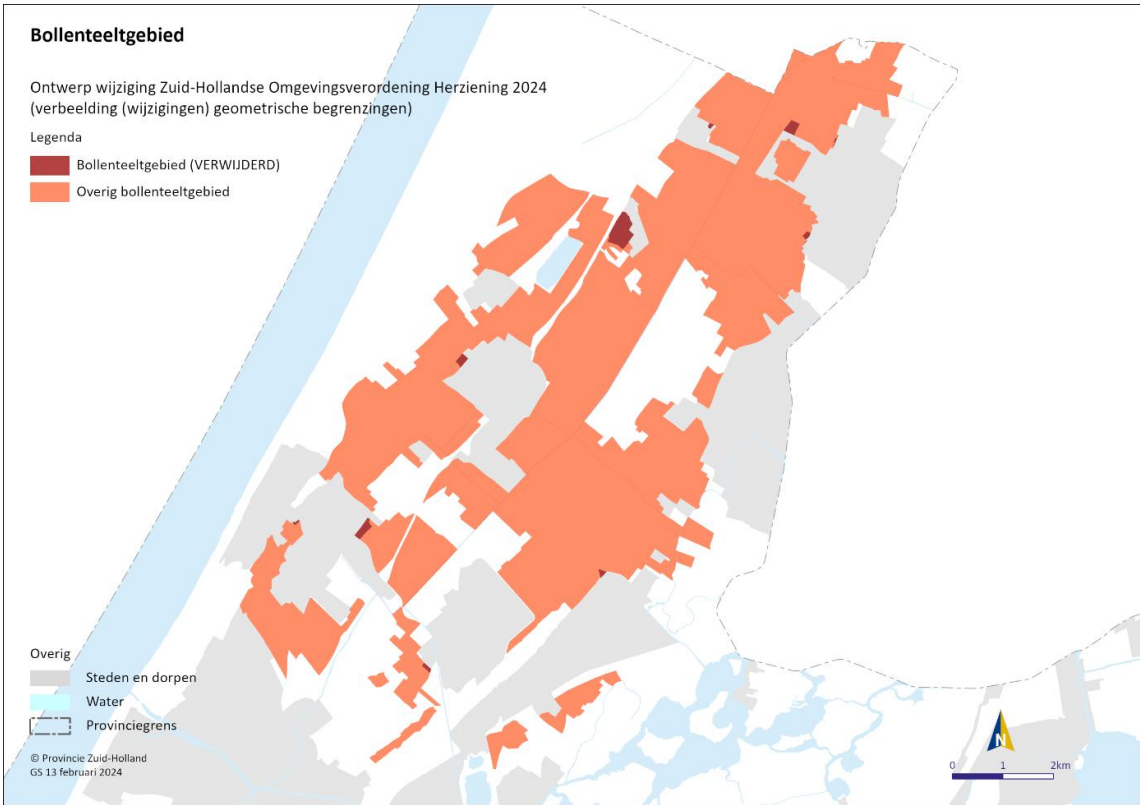 Bollenteeltgebied
Ontwerp wijziging Zuid-Hollandse Omgevingsverordening Herziening 2024
(verbeelding (wijzigingen) geometrische begrenzingen)
Legenda
Bollenteeltgebied (VERWIJDERD)
Overig bollenteeltgebied
Overig
Steden en dorpen
Water
Provinciegrens
© Provincie Zuid-Holland
GS 13 februari 2024
N
0 1 2km